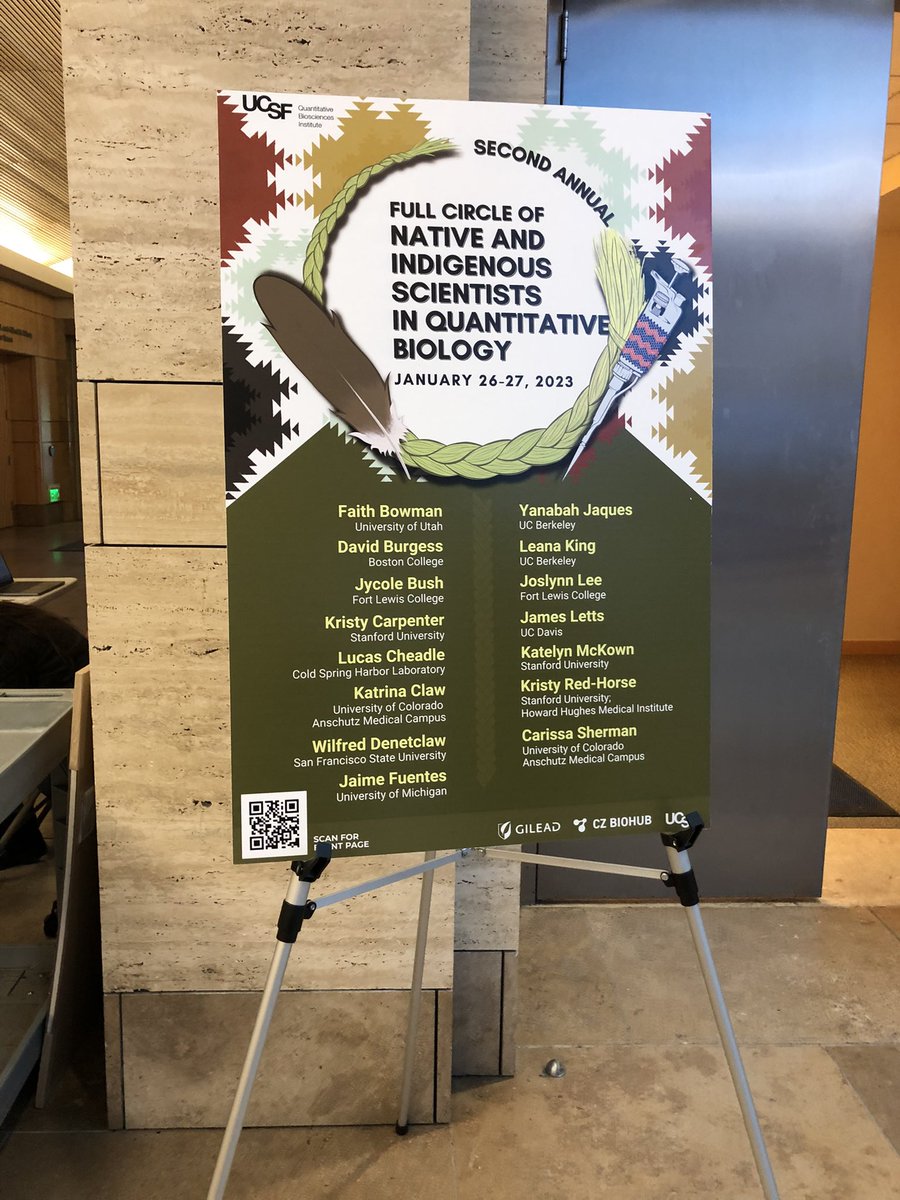 UCSF
Quantitative
Biosciences
Institute
SECOND ANNUAL
FULL CIRCLE OF
NATIVE AND
INDIGENOUS
SCIENTISTS
IN QUANTITATIVE
BIOLOGY
JANUARY 26-27, 2023
Faith Bowman
University of Utah
David Burgess
Boston College
Jycole Bush
Fort Lewis College
Kristy Carpenter
Stanford University
Lucas Cheadle
Cold Spring Harbor Laboratory
Katrina Claw
University of Colorado
Anschutz Medical Campus
Wilfred Denetclaw
San Francisco State University
Jaime Fuentes
University of Michigan
Yanabah Jaques
UC Berkeley
Leana King
UC Berkeley
Joslynn Lee
Fort Lewis College
James Letts
UC Davis
Katelyn McKown
Stanford University
Kristy Red-Horse
Stanford University;
Howard Hughes Medical Institute
Carissa Sherman
University of Colorado
Anschutz Medical Campus
SCAN FOR
PAGE
GILEAD
CZ BIOHUB
UCSF